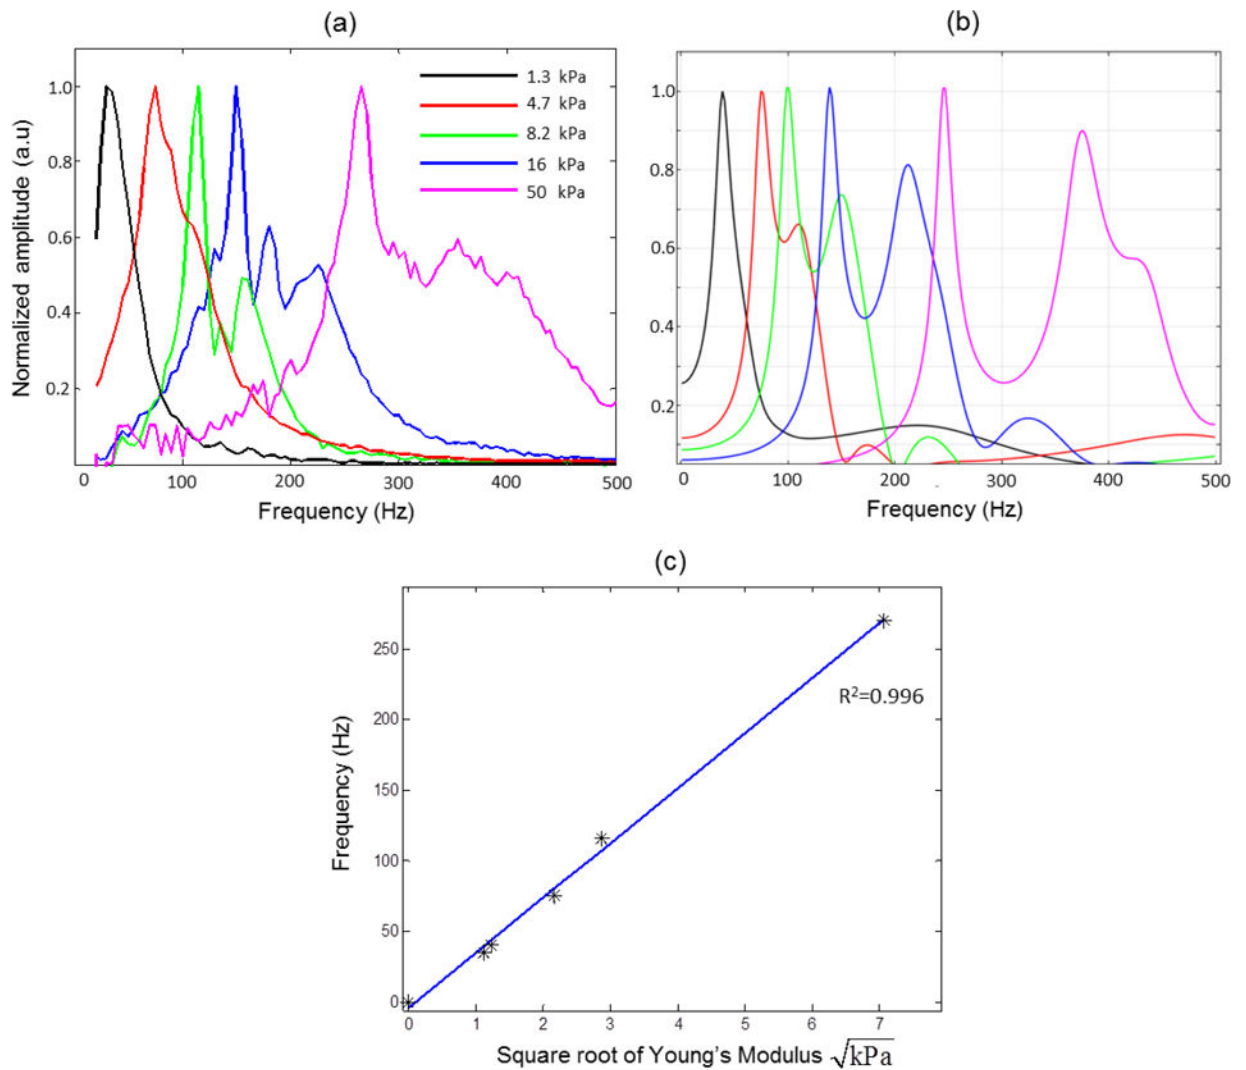 (a)
1.0
0.8
0.6
0.4
0.2
0 100 200 300 400 500
Normalized amplitude (a.u)
Frequency (Hz)
1.3 kPa
4.7 kPa
8.2 kPa
16 kPa
50 kPa
(b)
1.0
0.8
0.6
0.4
0.2
0 100 200 300 400 500
Frequency (Hz)
(c)
250
200
150
100
50
0
0 1 2 3 4 5 6 7
Frequency (Hz)
R²=0.996
Square root of Young's Modulus √kPa